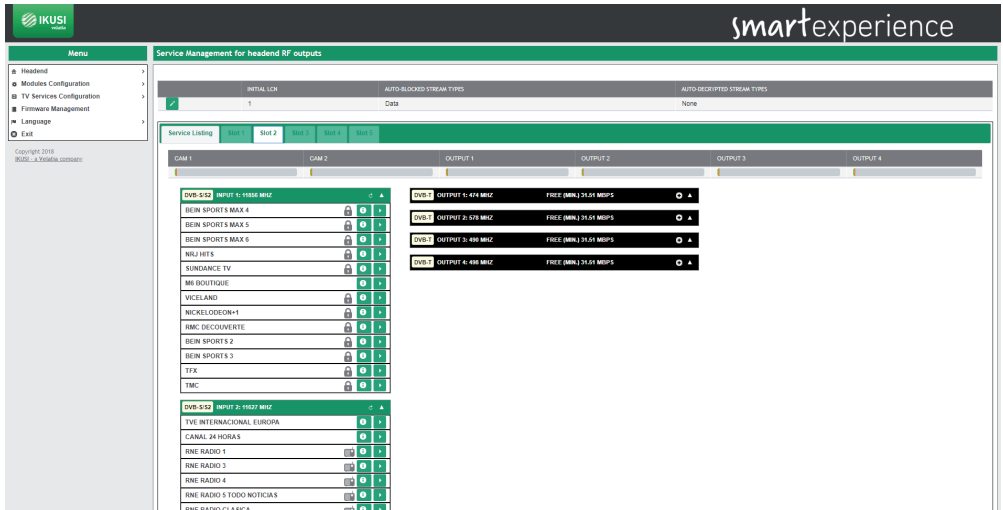 IKUSI
velatia
smartexperience
Menu
Service Management for headend RF outputs
Headend
Modules Configuration
TV Services Configuration
Firmware Management
Language
Exit
Copyright 2018
IKUSI - a Velatia company
INITIAL LCN AUTO-BLOCKED STREAM TYPES AUTO-DECRYPTED STREAM TYPES
1 Data None
Service Listing Slot 1 Slot 2 Slot 3 Slot 4 Slot 5
CAM 1 CAM 2 OUTPUT 1 OUTPUT 2 OUTPUT 3 OUTPUT 4
DVB-S/S2 INPUT 1: 11856 MHZ
BEIN SPORTS MAX 4
BEIN SPORTS MAX 5
BEIN SPORTS MAX 6
NRJ HITS
SUNDANCE TV
M6 BOUTIQUE
VICELAND
NICKELODEON+1
RMC DECOUVERTE
BEIN SPORTS 2
BEIN SPORTS 3
TFX
TMC
DVB-S/S2 INPUT 2: 11627 MHZ
TVE INTERNACIONAL EUROPA
CANAL 24 HORAS
RNE RADIO 1
RNE RADIO 3
RNE RADIO 4
RNE RADIO 5 TODO NOTICIAS
RNE RADIO CLASICA
DVB-T OUTPUT 1: 474 MHZ FREE (MIN.) 31.51 MBPS
DVB-T OUTPUT 2: 578 MHZ FREE (MIN.) 31.51 MBPS
DVB-T OUTPUT 3: 490 MHZ FREE (MIN.) 31.51 MBPS
DVB-T OUTPUT 4: 498 MHZ FREE (MIN.) 31.51 MBPS